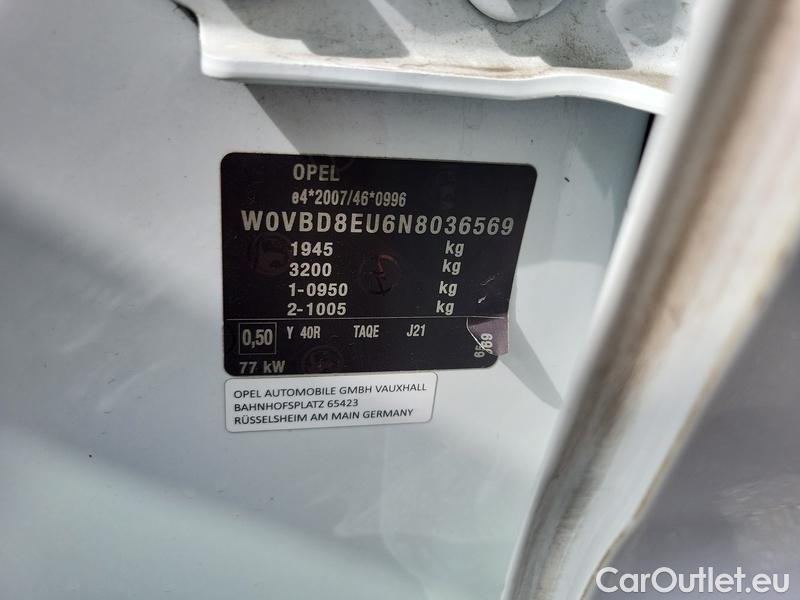 OPEL
e4*2007/46*0996
W0VBD8EU6N8036569
1945 kg
3200 kg
1-0950 kg
2-1005 kg
0,50 Y 40R TAQE J21
77 kW
OPEL AUTOMOBILE GMBH VAUXHALL
BAHNHOFSPLATZ 65423
RÜSSELSHEIM AM MAIN GERMANY
CarOutlet.eu